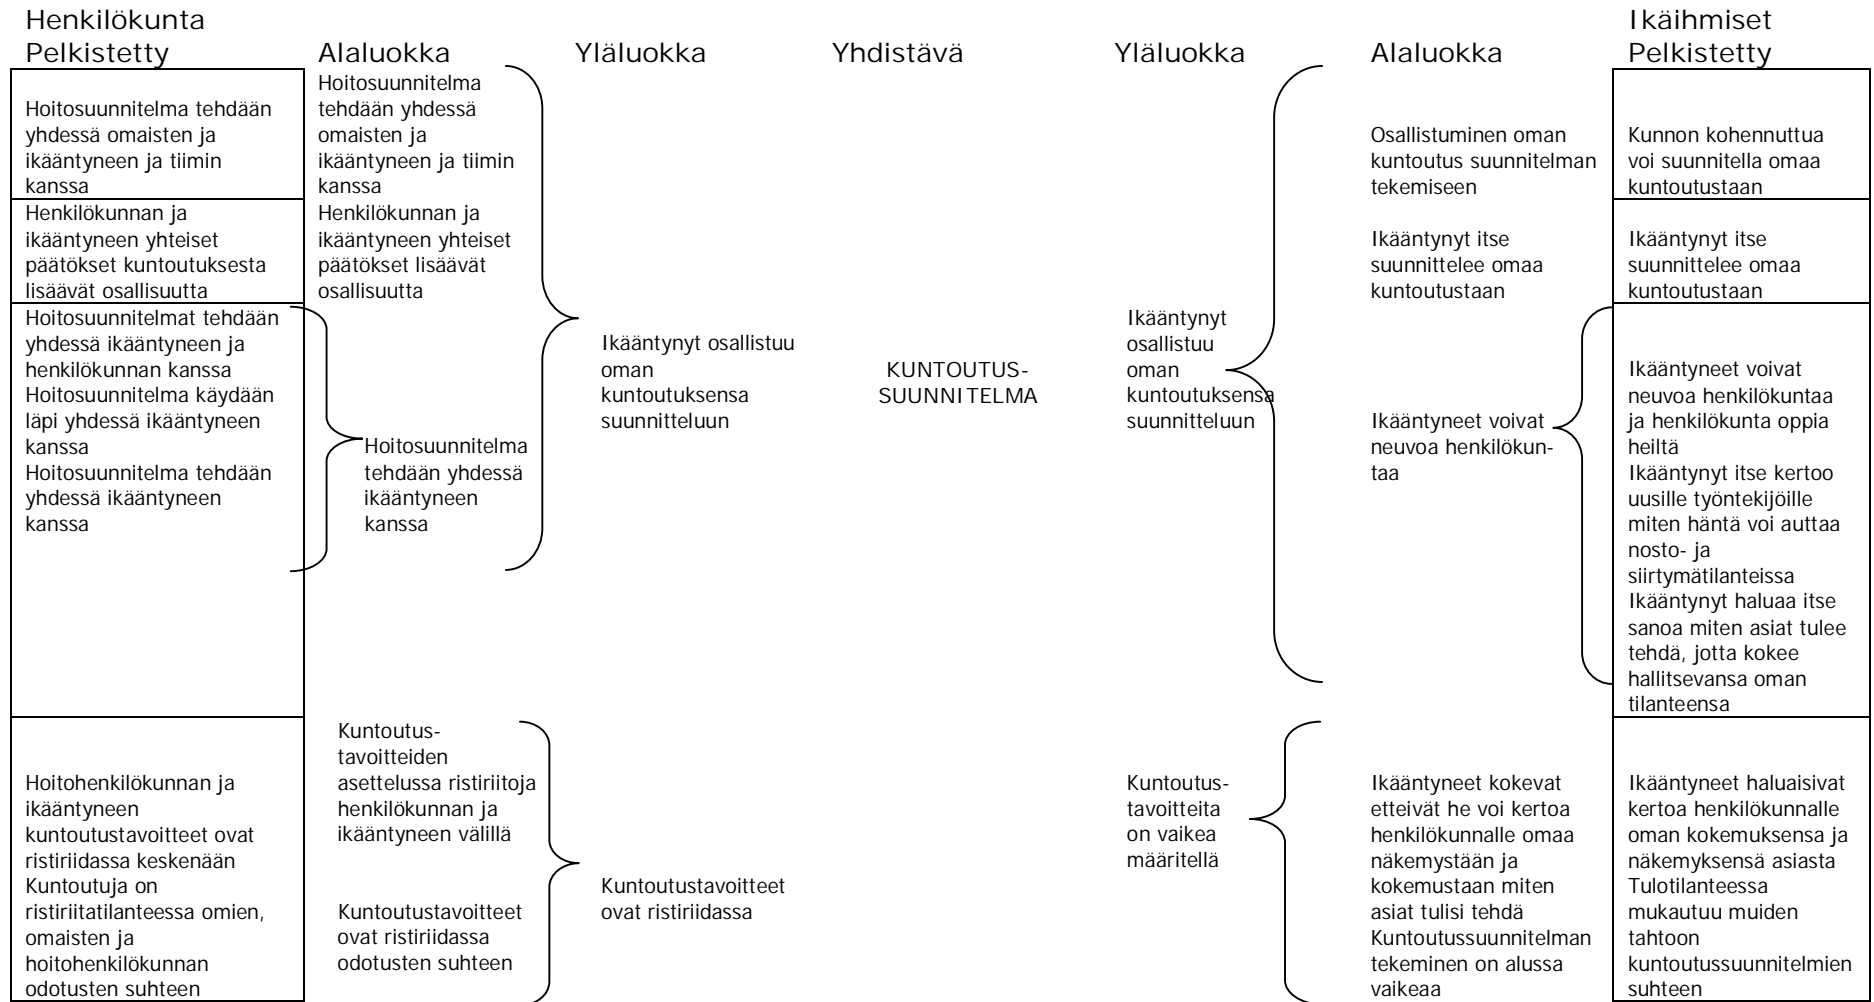 Henkilökunta
Pelkistetty
Hoitosuunnitelma tehdään
yhdessä omaisten ja
ikääntyneen ja tiimin
kanssa
Henkilökunnan ja
ikääntyneen yhteiset
päätökset kuntoutuksesta
lisäävät osallisuutta
Hoitosuunnitelmat tehdään
yhdessä ikääntyneen ja
henkilökunnan kanssa
Hoitosuunnitelma käydään
läpi yhdessä ikääntyneen
kanssa
Hoitosuunnitelma tehdään
yhdessä ikääntyneen
kanssa
Hoitohenkilökunnan ja
ikääntyneen
kuntoutustavoitteet ovat
ristiriidassa keskenään
Kuntoutuja on
ristiriitatilanteessa omien,
omaisten ja
hoitohenkilökunnan
odotusten suhteen
Alaluokka
Hoitosuunnitelma
tehdään yhdessä
omaisten ja
ikääntyneen ja tiimin
kanssa
Henkilökunnan ja
ikääntyneen yhteiset
päätökset lisäävät
osallisuutta
Hoitosuunnitelma
tehdään yhdessä
ikääntyneen
kanssa
Kuntoutus-
tavoitteiden
asettelussa ristiriitoja
henkilökunnan ja
ikääntyneen välillä
Kuntoutustavoitteet
ovat ristiriidassa
odotusten suhteen
Yläluokka
Ikääntynyt osallistuu
oman
kuntoutuksensa
suunnitteluun
Kuntoutustavoitteet
ovat ristiriidassa
Yhdistävä
KUNTOUTUS-
SUUNNITELMA
Yläluokka
Ikääntynyt
osallistuu
oman
kuntoutuksensa
suunnitteluun
Kuntoutus-
tavoitteita
on vaikea
määritellä
Alaluokka
Osallistuminen oman
kuntoutus suunnitelman
tekemiseen
Ikääntynyt itse
suunnittelee omaa
kuntoutustaan
Ikääntyneet voivat
neuvoa henkilökun-
taa
Ikääntyneet kokevat
etteivät he voi kertoa
henkilökunnalle omaa
näkemystään ja
kokemustaan miten
asiat tulisi tehdä
Kuntoutussuunnitelman
tekeminen on alussa
vaikeaa
Ikäihmiset
Pelkistetty
Kunnon kohennuttua
voi suunnitella omaa
kuntoutustaan
Ikääntynyt itse
suunnittelee omaa
kuntoutustaan
Ikääntyneet voivat
neuvoa henkilökuntaa
ja henkilökunta oppia
heiltä
Ikääntynyt itse kertoo
uusille työntekijöille
miten häntä voi auttaa
nosto- ja
siirtymätilanteissa
Ikääntynyt haluaa itse
sanoa miten asiat tulee
tehdä, jotta kokee
hallitsevansa oman
tilanteensa
Ikääntyneet haluaisivat
kertoa henkilökunnalle
oman kokemuksensa ja
näkemyksensä asiasta
Tulotilanteessa
mukautuu muiden
tahtoon
kuntoutussuunnitelmien
suhteen